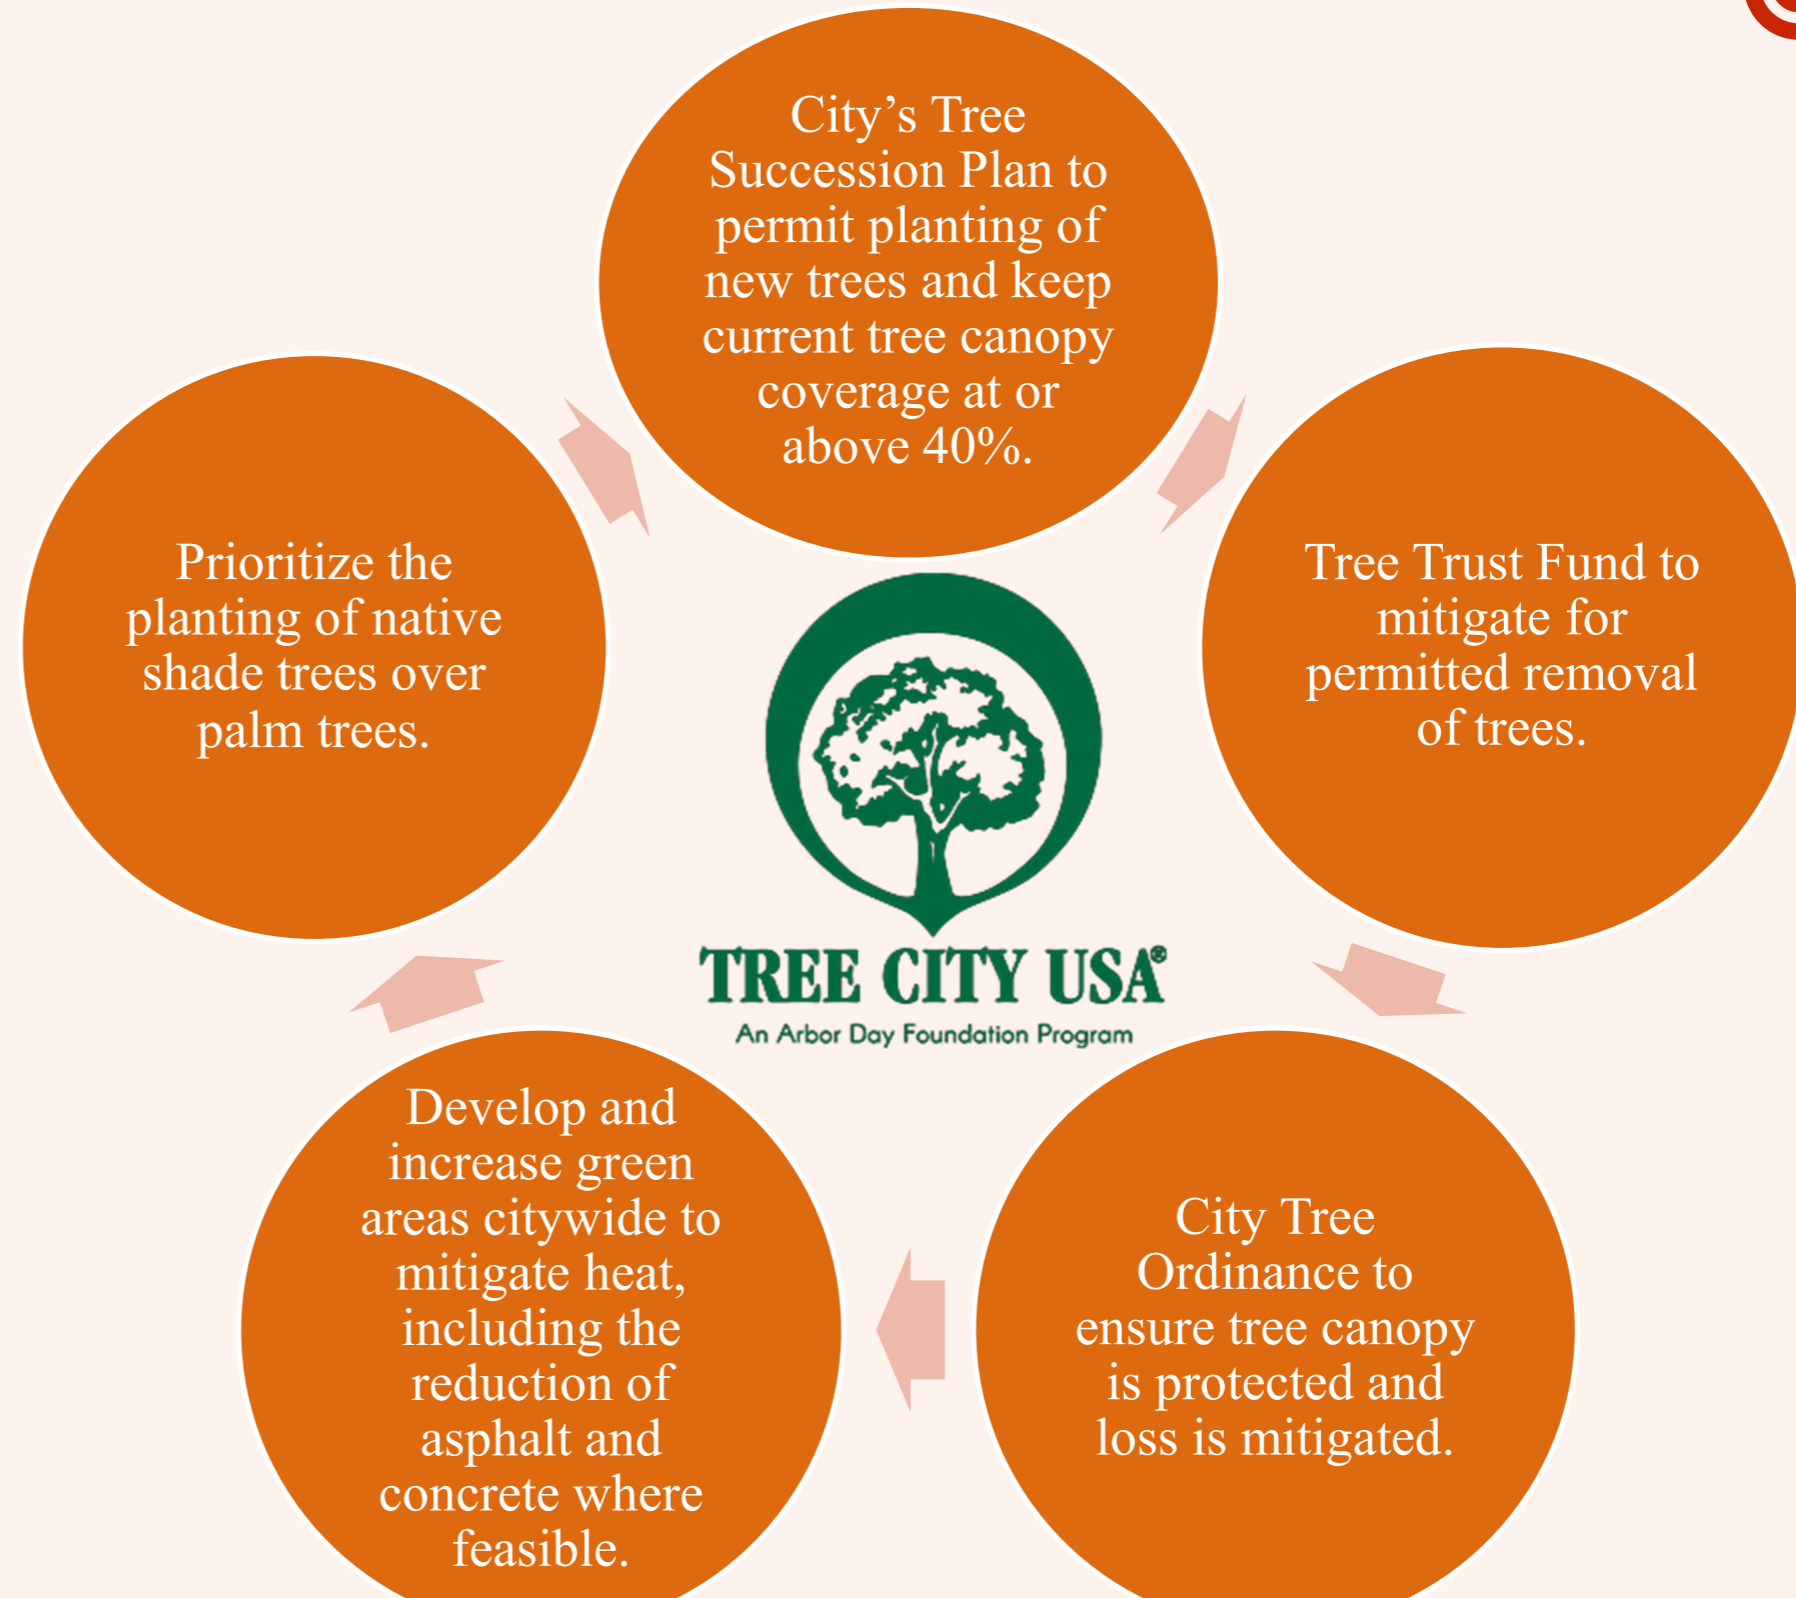 City’s Tree
Succession Plan to
permit planting of
new trees and keep
current tree canopy
coverage at or
above 40%.
Tree Trust Fund to
mitigate for
permitted removal
of trees.
City Tree
Ordinance to
ensure tree canopy
is protected and
loss is mitigated.
Develop and
increase green
areas citywide to
mitigate heat,
including the
reduction of
asphalt and
concrete where
feasible.
Prioritize the
planting of native
shade trees over
palm trees.
TREE CITY USA®
An Arbor Day Foundation Program